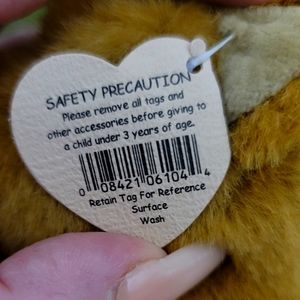 SAFETY PRECAUTION
Please remove all tags and
other accessories before giving to
a child under 3 years of age.
0 08421 06104 4
Retain Tag For Reference
Surface
Wash